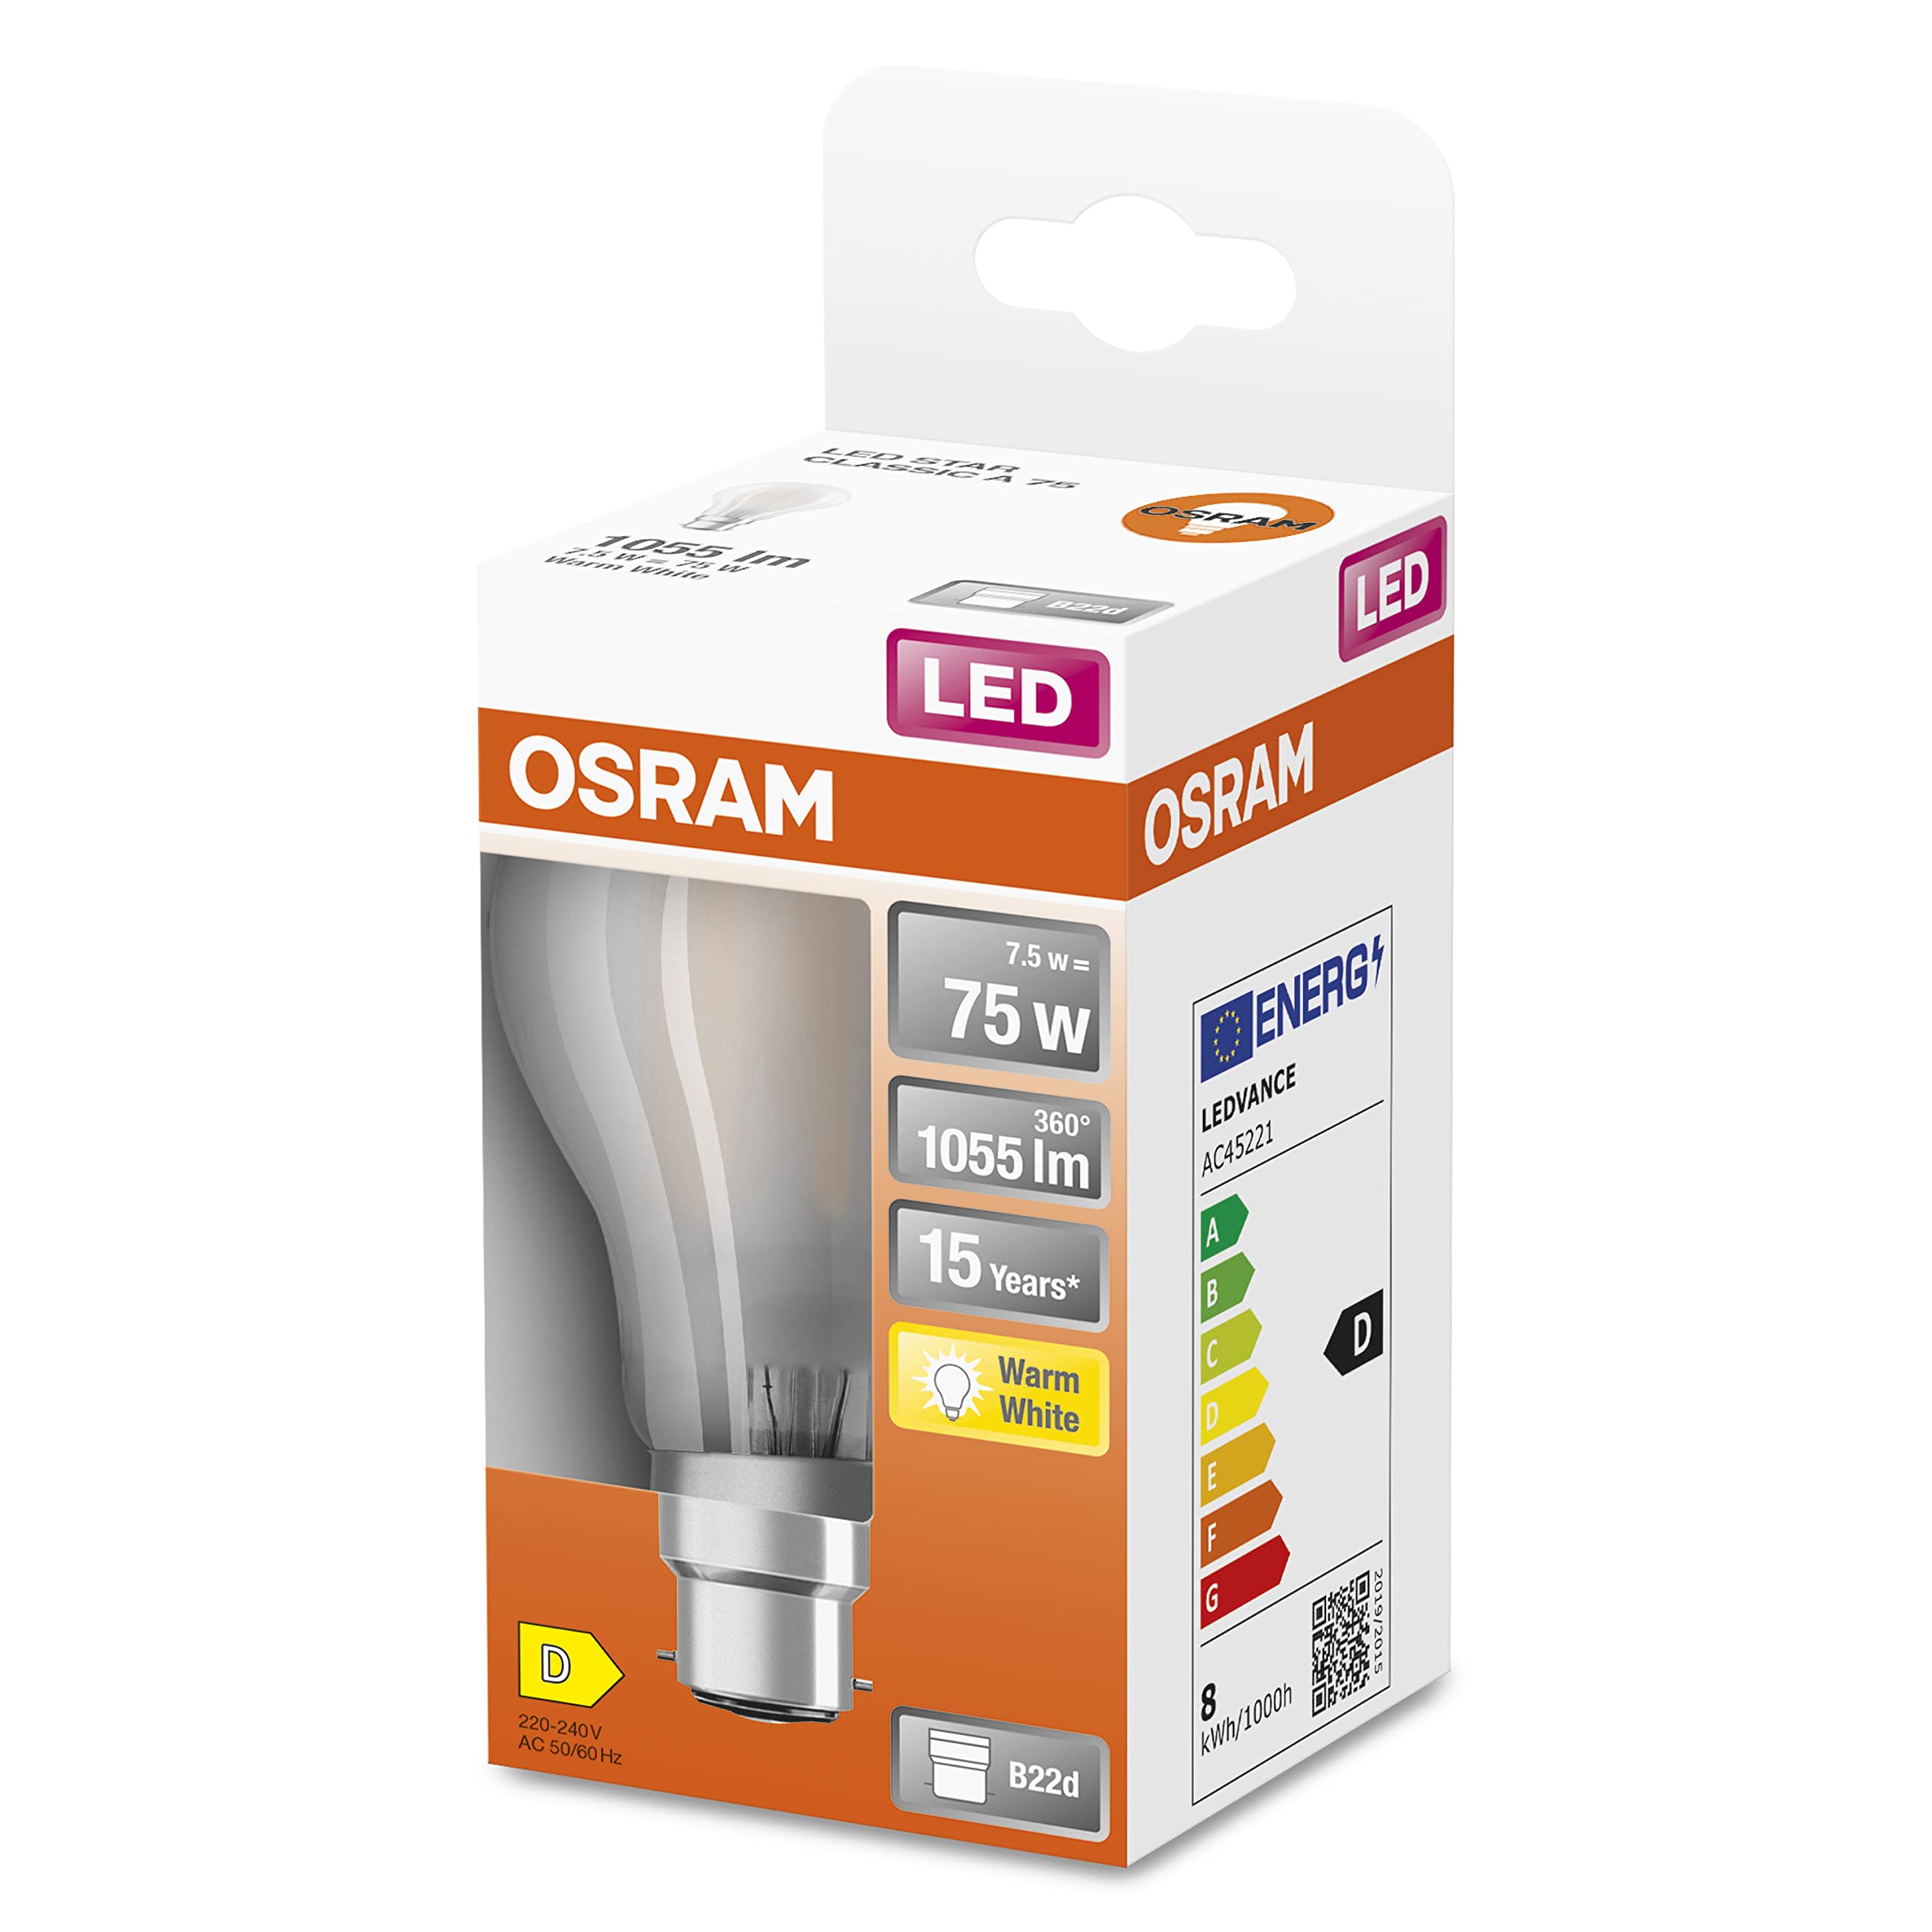 LED STAR
CLASSIC A 75
OSRAM
1055 lm
7.5 W = 75 W
Warm White
B22d
LED
OSRAM
7.5 W =
75 W
360°
1055 lm
15 Years*
Warm
White
D
220-240V
AC 50/60Hz
B22d
LED
OSRAM
ENERG
LEDVANCE
AC45221
A
B
C
D
E
F
G
D
8
kWh/1000h
2019/2015